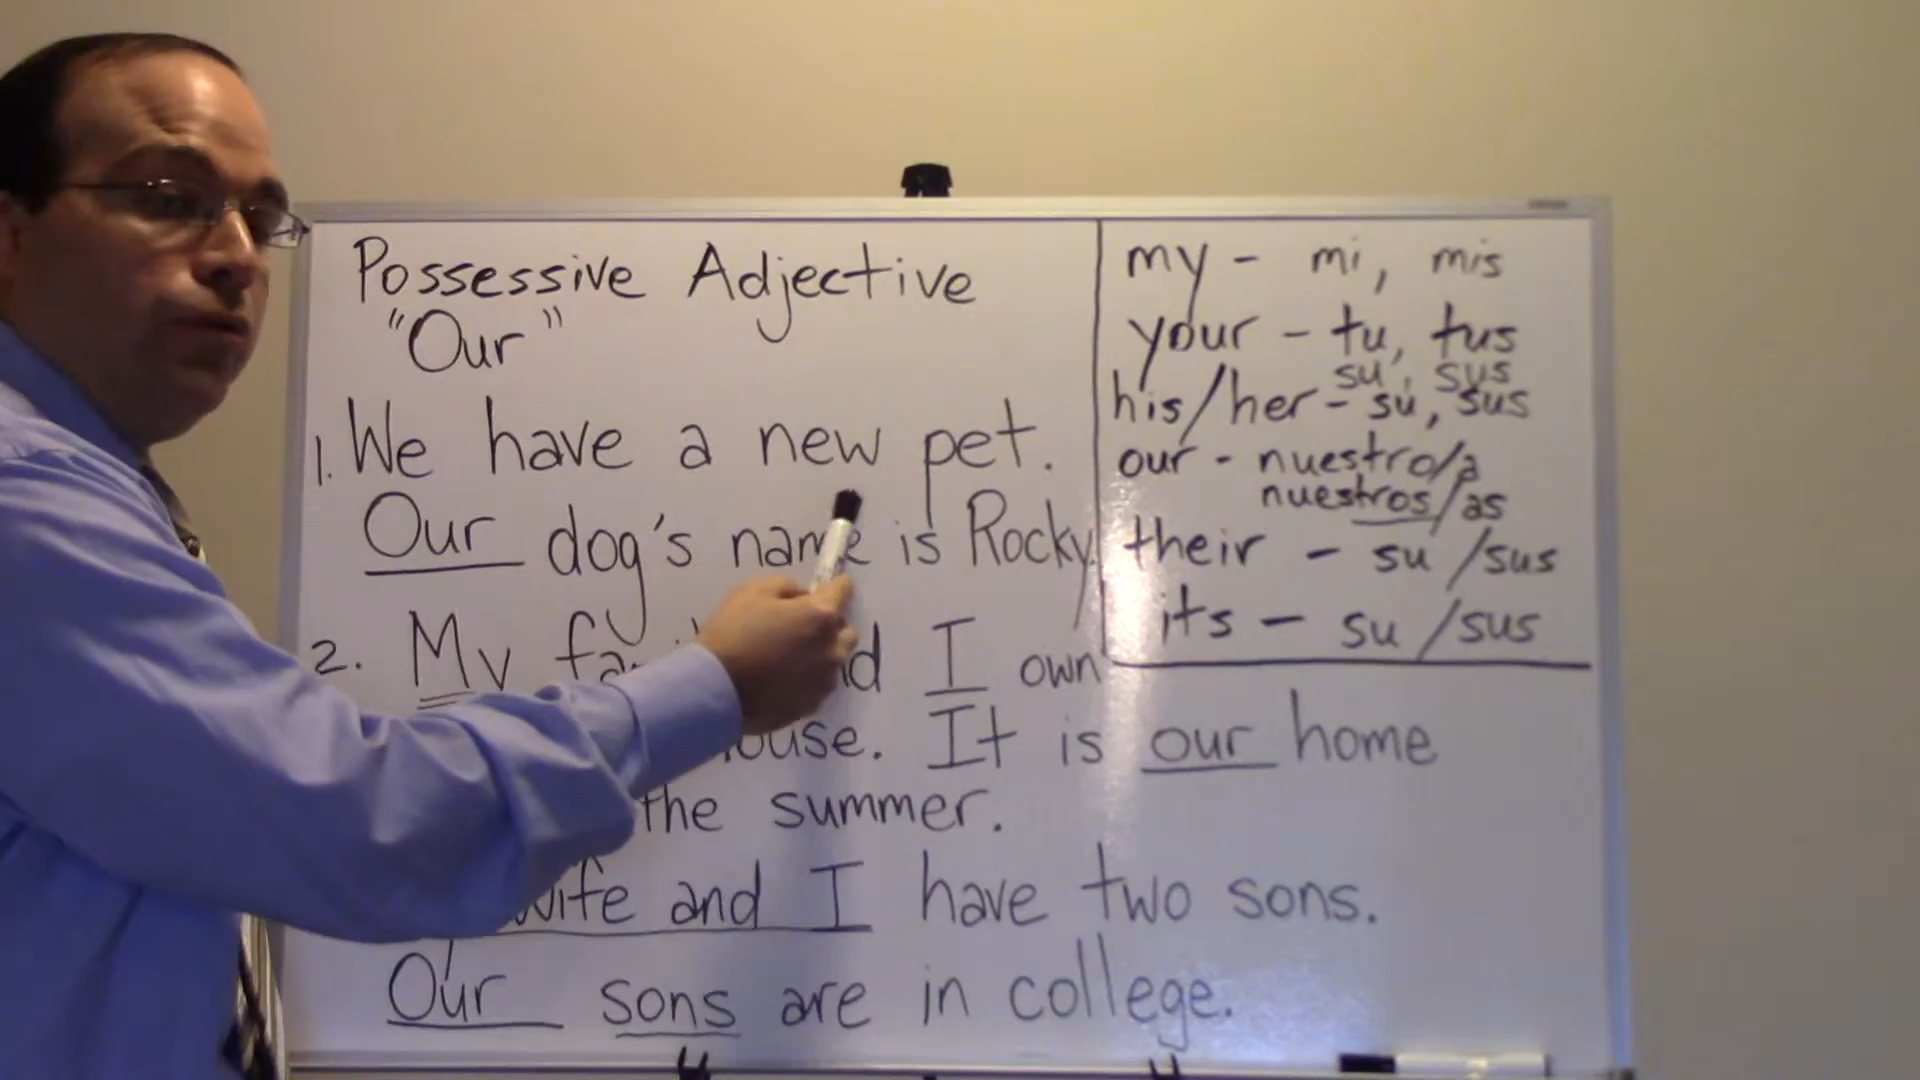 Possessive Adjective
"Our"
1. We have a new pet.
Our dog's name is Rocky.
2. My and I own
house. It is our home
the summer.
wife and I have two sons.
Our sons are in college.
my - mi, mis
your - tu, tus
su, sus
his/her - su, sus
our - nuestro/a
nuestros/as
their - su/sus
its - su/sus